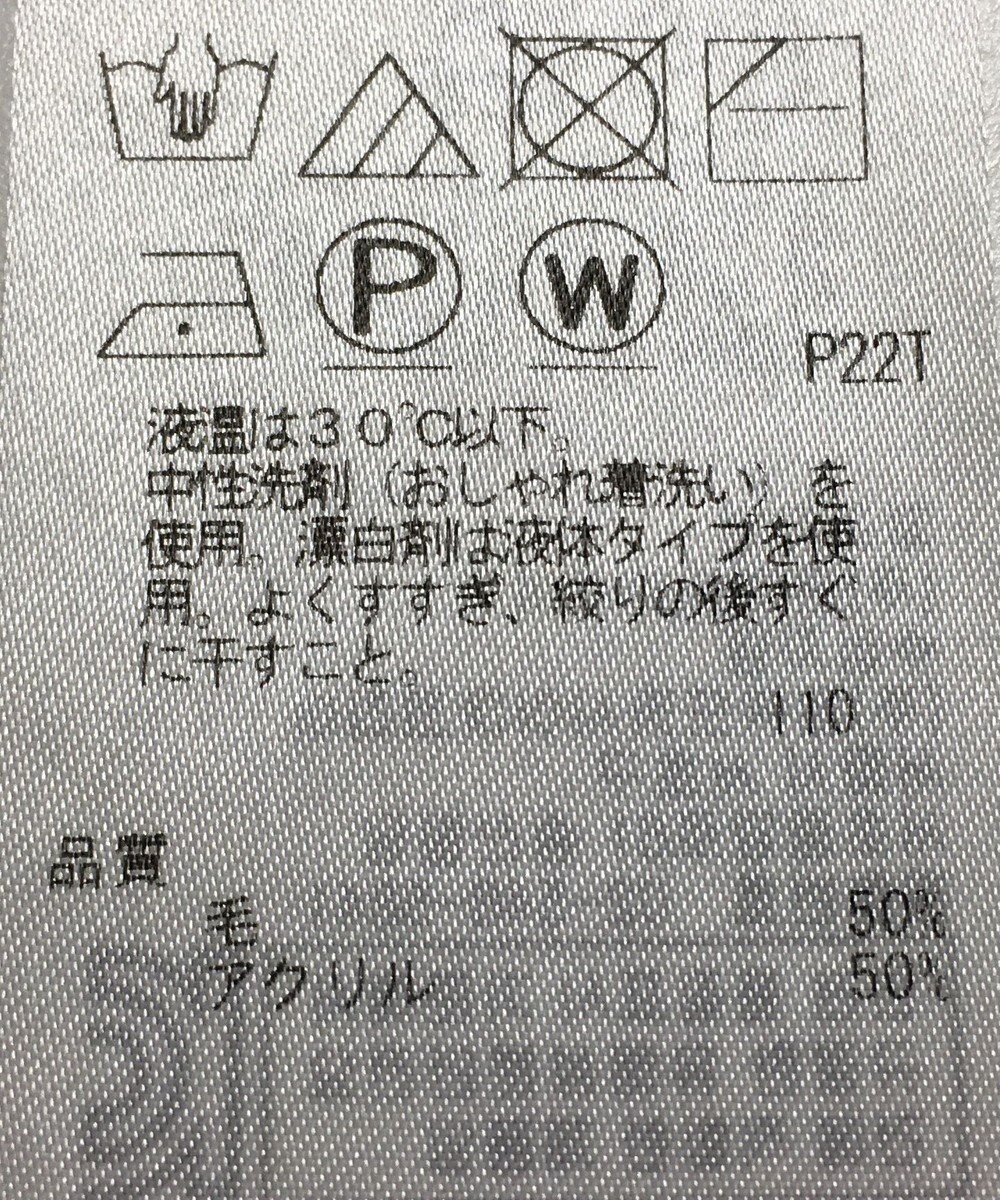 P
W
P22T
液温は30℃以下。
中性洗剤(おしゃれ着洗い)を
使用。漂白剤は液体タイプを使
用。よくすすぎ、絞りの後すぐ
に干すこと。
110
品質
毛 50%
アクリル 50%